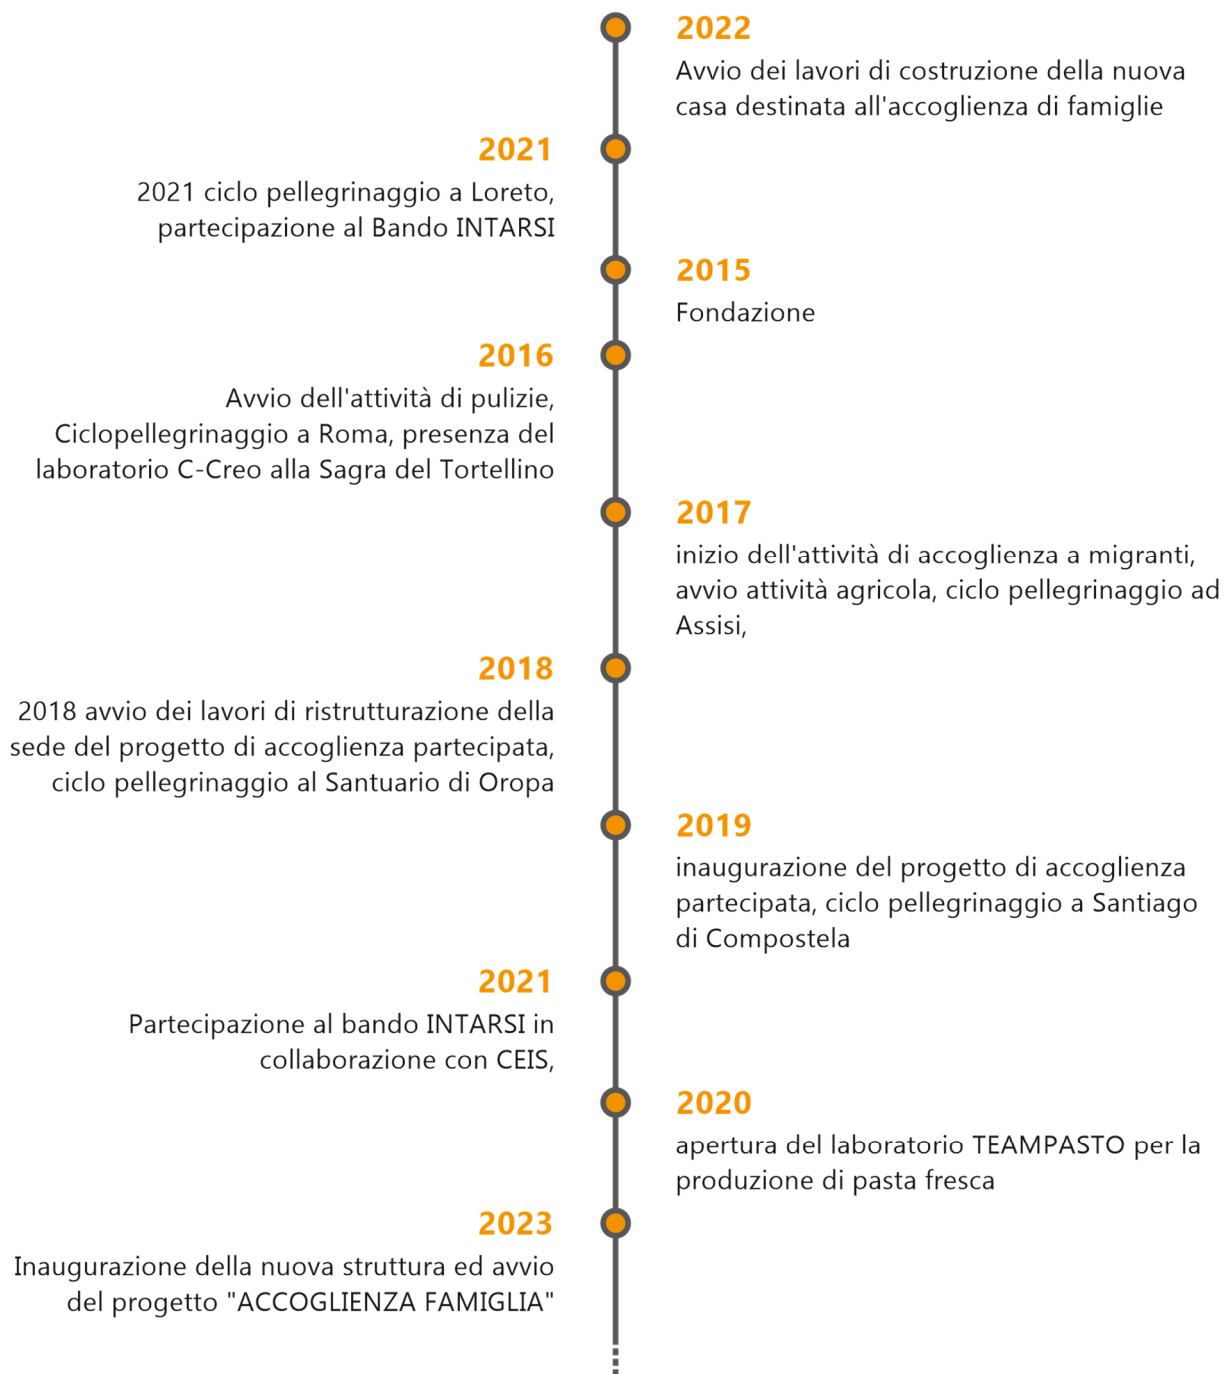 2022
Avvio dei lavori di costruzione della nuova
casa destinata all'accoglienza di famiglie
2021
2021 ciclo pellegrinaggio a Loreto,
partecipazione al Bando INTARSI
2015
Fondazione
2016
Avvio dell'attività di pulizie,
Ciclopellegrinaggio a Roma, presenza del
laboratorio C-Creo alla Sagra del Tortellino
2017
inizio dell'attività di accoglienza a migranti,
avvio attività agricola, ciclo pellegrinaggio ad
Assisi,
2018
2018 avvio dei lavori di ristrutturazione della
sede del progetto di accoglienza partecipata,
ciclo pellegrinaggio al Santuario di Oropa
2019
inaugurazione del progetto di accoglienza
partecipata, ciclo pellegrinaggio a Santiago
di Compostela
2021
Partecipazione al bando INTARSI in
collaborazione con CEIS,
2020
apertura del laboratorio TEAMPASTO per la
produzione di pasta fresca
2023
Inaugurazione della nuova struttura ed avvio
del progetto "ACCOGLIENZA FAMIGLIA"